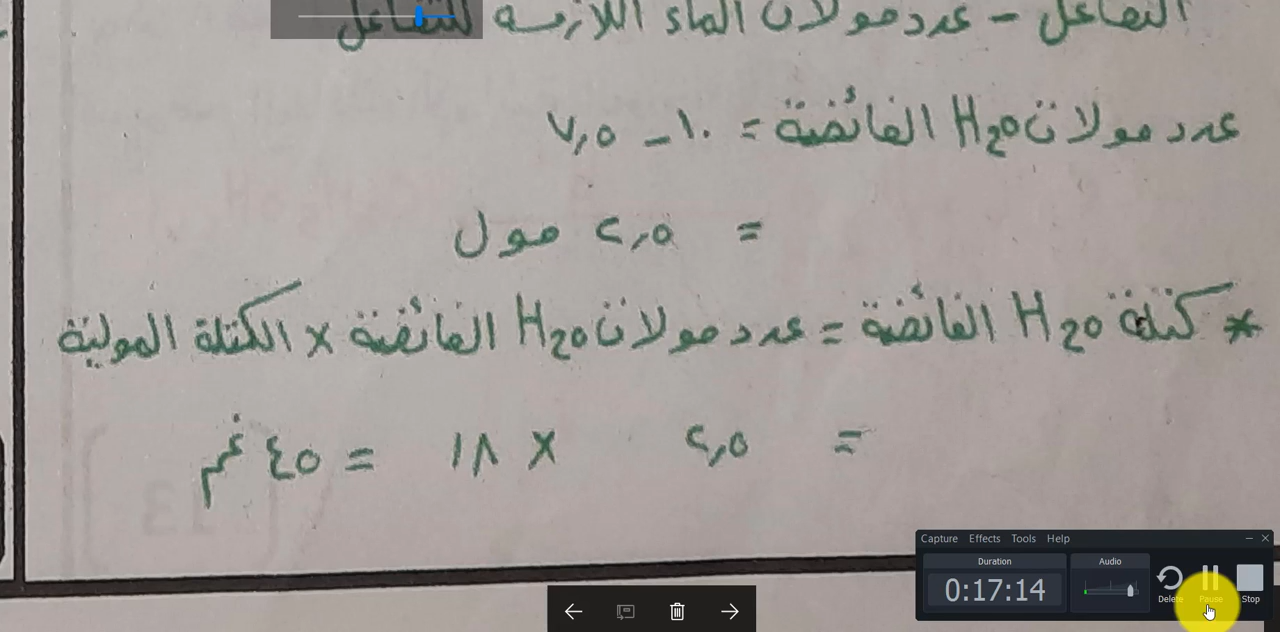 التفاعل - عدد مولات الماء اللازمة للتفاعل
عدد مولات H2O الفائضة = ١٠ - ٧,٥
= ٢,٥ مول
* كتلة H2O الفائضة = عدد مولات H2O الفائضة × الكتلة المولية
= ٢,٥ × ١٨ = ٤٥ غم
Capture Effects Tools Help
Duration Audio
0:17:14
Delete Pause Stop